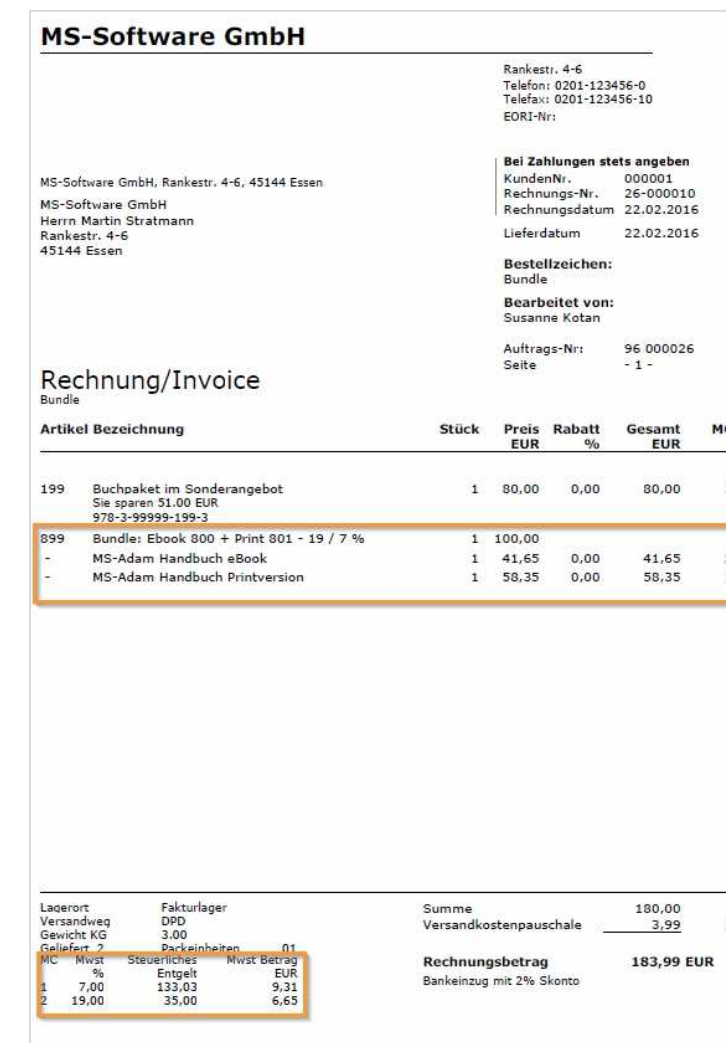 MS-Software GmbH
Rankestr. 4-6
Telefon: 0201-123456-0
Telefax: 0201-123456-10
EORI-Nr:
Bei Zahlungen stets angeben
KundenNr. 000001
Rechnungs-Nr. 26-000010
Rechnungsdatum 22.02.2016
Lieferdatum 22.02.2016
MS-Software GmbH, Rankestr. 4-6, 45144 Essen
MS-Software GmbH
Herrn Martin Stratmann
Rankestr. 4-6
45144 Essen
Bestellzeichen:
Bundle
Bearbeitet von:
Susanne Kotan
Auftrags-Nr: 96 000026
Seite - 1 -
Rechnung/Invoice
Bundle
Artikel Bezeichnung Stück Preis Rabatt Gesamt
EUR % EUR
199 Buchpaket im Sonderangebot 1 80,00 0,00 80,00
Sie sparen 51.00 EUR
978-3-99999-199-3
899 Bundle: Ebook 800 + Print 801 - 19 / 7 % 1 100,00
- MS-Adam Handbuch eBook 1 41,65 0,00 41,65
- MS-Adam Handbuch Printversion 1 58,35 0,00 58,35
Lagerort Fakturlager
Versandweg DPD
Gewicht KG 3.00
Geliefert 2 Packeinheiten 01
MC Mwst Steuerliches Mwst Betrag
% Entgelt EUR
1 7,00 133,03 9,31
2 19,00 35,00 6,65
Summe 180,00
Versandkostenpauschale 3,99
Rechnungsbetrag 183,99 EUR
Bankeinzug mit 2% Skonto